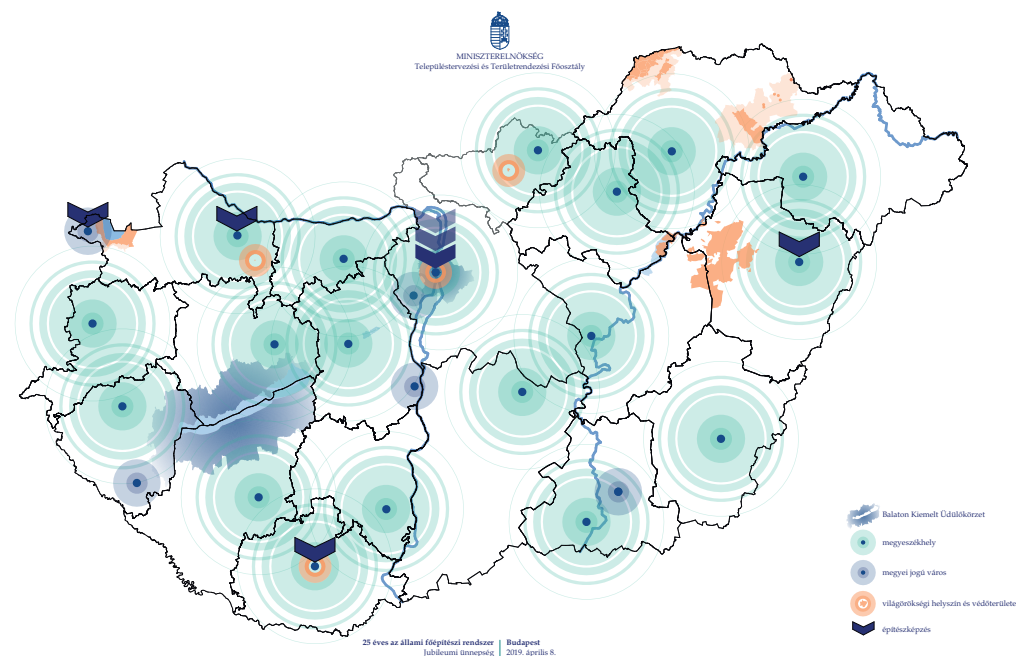 MINISZTERELNÖKSÉG
Településtervezési és Területrendezési Főosztály
Balaton Kiemelt Üdülőkörzet
megyeszékhely
megyei jogú város
világörökségi helyszín és védőterülete
építészképzés
25 éves az állami főépítészi rendszer
Jubileumi ünnepség
Budapest
2019. április 8.